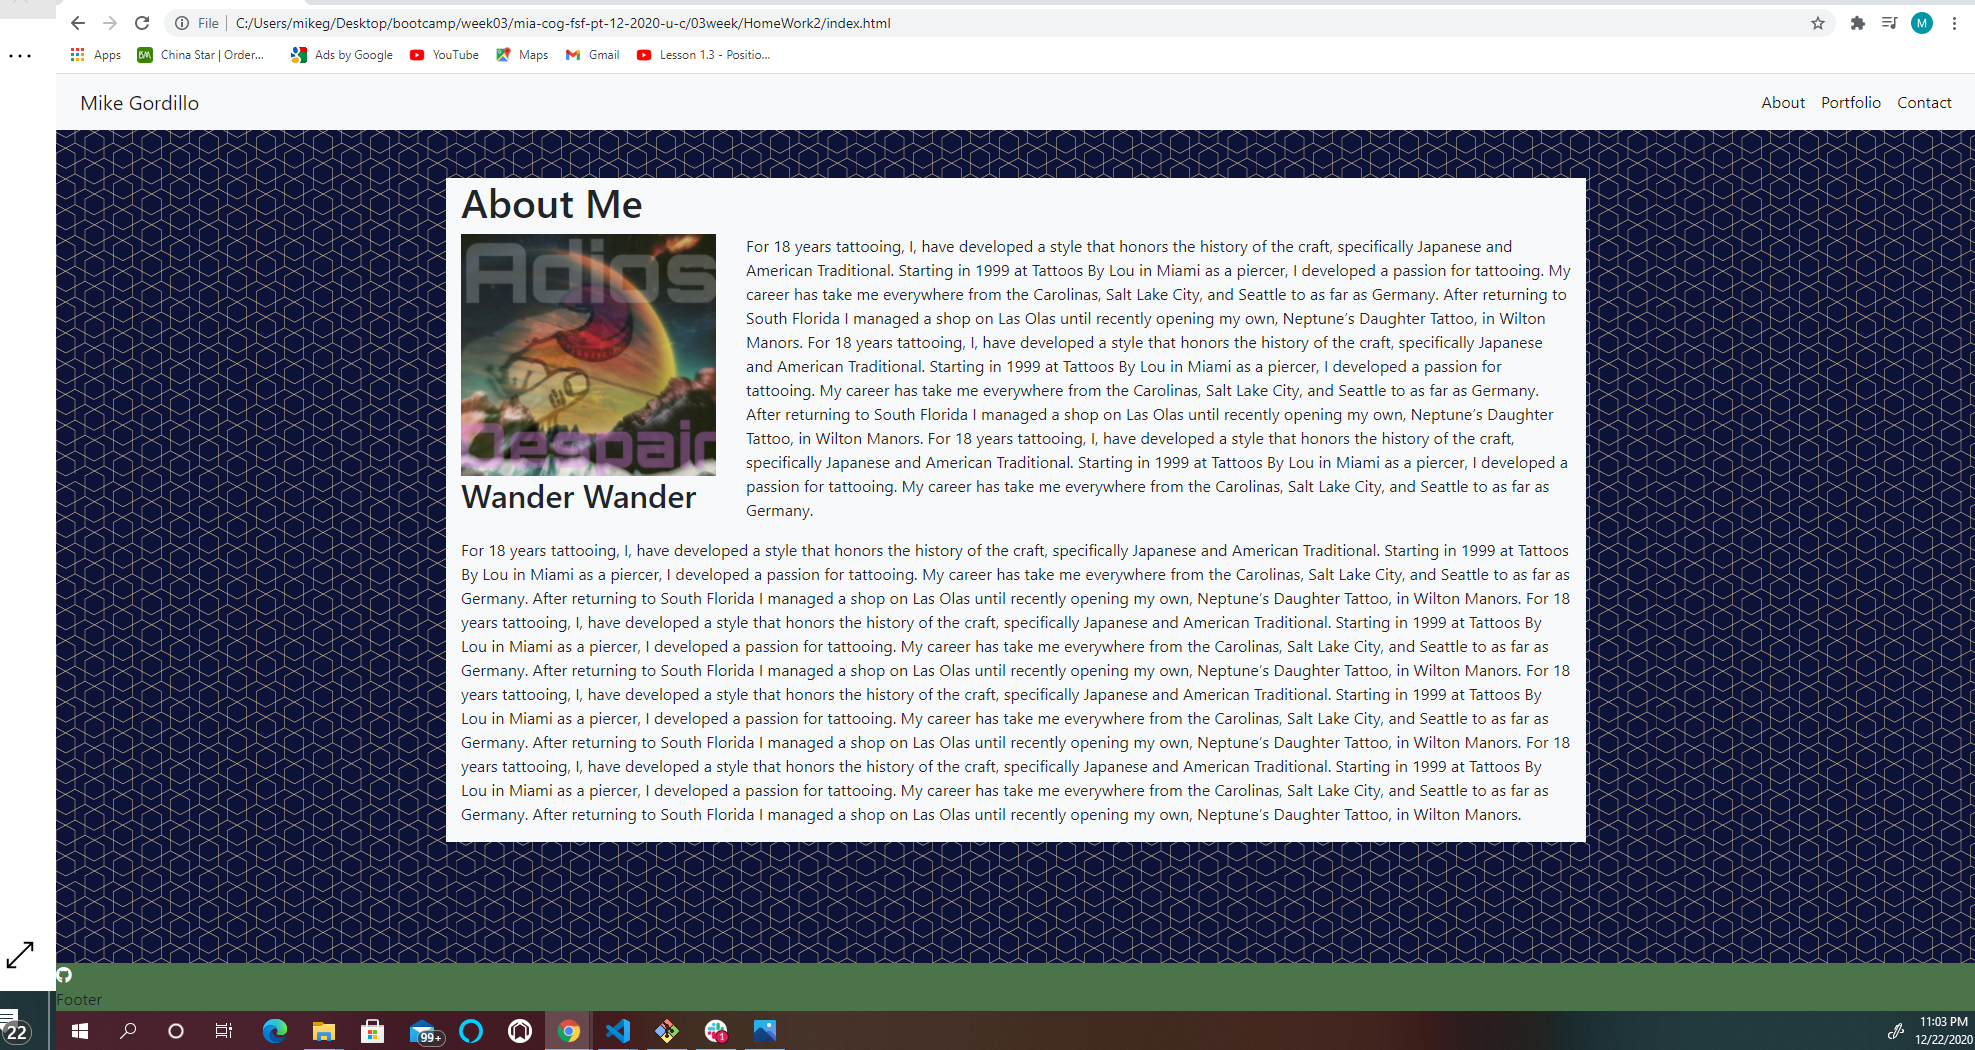 File
C:/Users/mikeg/Desktop/bootcamp/week03/mia-cog-fsf-pt-12-2020-u-c/03week/HomeWork2/index.html
M
Apps
BM
China Star | Order...
Ads by Google
YouTube
Maps
Gmail
Lesson 1.3 - Positio...
Mike Gordillo
About
Portfolio
Contact
About Me
Adios
Despair
Wander Wander
For 18 years tattooing, I, have developed a style that honors the history of the craft, specifically Japanese and
American Traditional. Starting in 1999 at Tattoos By Lou in Miami as a piercer, I developed a passion for tattooing. My
career has take me everywhere from the Carolinas, Salt Lake City, and Seattle to as far as Germany. After returning to
South Florida I managed a shop on Las Olas until recently opening my own, Neptune’s Daughter Tattoo, in Wilton
Manors. For 18 years tattooing, I, have developed a style that honors the history of the craft, specifically Japanese
and American Traditional. Starting in 1999 at Tattoos By Lou in Miami as a piercer, I developed a passion for
tattooing. My career has take me everywhere from the Carolinas, Salt Lake City, and Seattle to as far as Germany.
After returning to South Florida I managed a shop on Las Olas until recently opening my own, Neptune’s Daughter
Tattoo, in Wilton Manors. For 18 years tattooing, I, have developed a style that honors the history of the craft,
specifically Japanese and American Traditional. Starting in 1999 at Tattoos By Lou in Miami as a piercer, I developed a
passion for tattooing. My career has take me everywhere from the Carolinas, Salt Lake City, and Seattle to as far as
Germany.
For 18 years tattooing, I, have developed a style that honors the history of the craft, specifically Japanese and American Traditional. Starting in 1999 at Tattoos
By Lou in Miami as a piercer, I developed a passion for tattooing. My career has take me everywhere from the Carolinas, Salt Lake City, and Seattle to as far as
Germany. After returning to South Florida I managed a shop on Las Olas until recently opening my own, Neptune’s Daughter Tattoo, in Wilton Manors. For 18
years tattooing, I, have developed a style that honors the history of the craft, specifically Japanese and American Traditional. Starting in 1999 at Tattoos By
Lou in Miami as a piercer, I developed a passion for tattooing. My career has take me everywhere from the Carolinas, Salt Lake City, and Seattle to as far as
Germany. After returning to South Florida I managed a shop on Las Olas until recently opening my own, Neptune’s Daughter Tattoo, in Wilton Manors. For 18
years tattooing, I, have developed a style that honors the history of the craft, specifically Japanese and American Traditional. Starting in 1999 at Tattoos By
Lou in Miami as a piercer, I developed a passion for tattooing. My career has take me everywhere from the Carolinas, Salt Lake City, and Seattle to as far as
Germany. After returning to South Florida I managed a shop on Las Olas until recently opening my own, Neptune’s Daughter Tattoo, in Wilton Manors. For 18
years tattooing, I, have developed a style that honors the history of the craft, specifically Japanese and American Traditional. Starting in 1999 at Tattoos By
Lou in Miami as a piercer, I developed a passion for tattooing. My career has take me everywhere from the Carolinas, Salt Lake City, and Seattle to as far as
Germany. After returning to South Florida I managed a shop on Las Olas until recently opening my own, Neptune’s Daughter Tattoo, in Wilton Manors.
Footer
22
99+
1
11:03 PM
12/22/2020